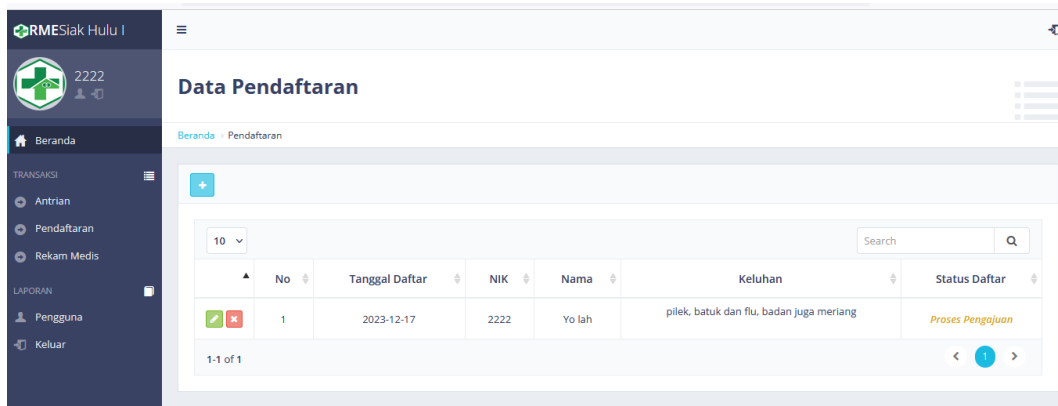 RMESiak Hulu I
2222
Beranda
TRANSAKSI
Antrian
Pendaftaran
Rekam Medis
LAPORAN
Pengguna
Keluar
Data Pendaftaran
Beranda › Pendaftaran
+
10
Search
No Tanggal Daftar NIK Nama Keluhan Status Daftar
1 2023-12-17 2222 Yo lah pilek, batuk dan flu, badan juga meriang Proses Pengajuan
1-1 of 1
1